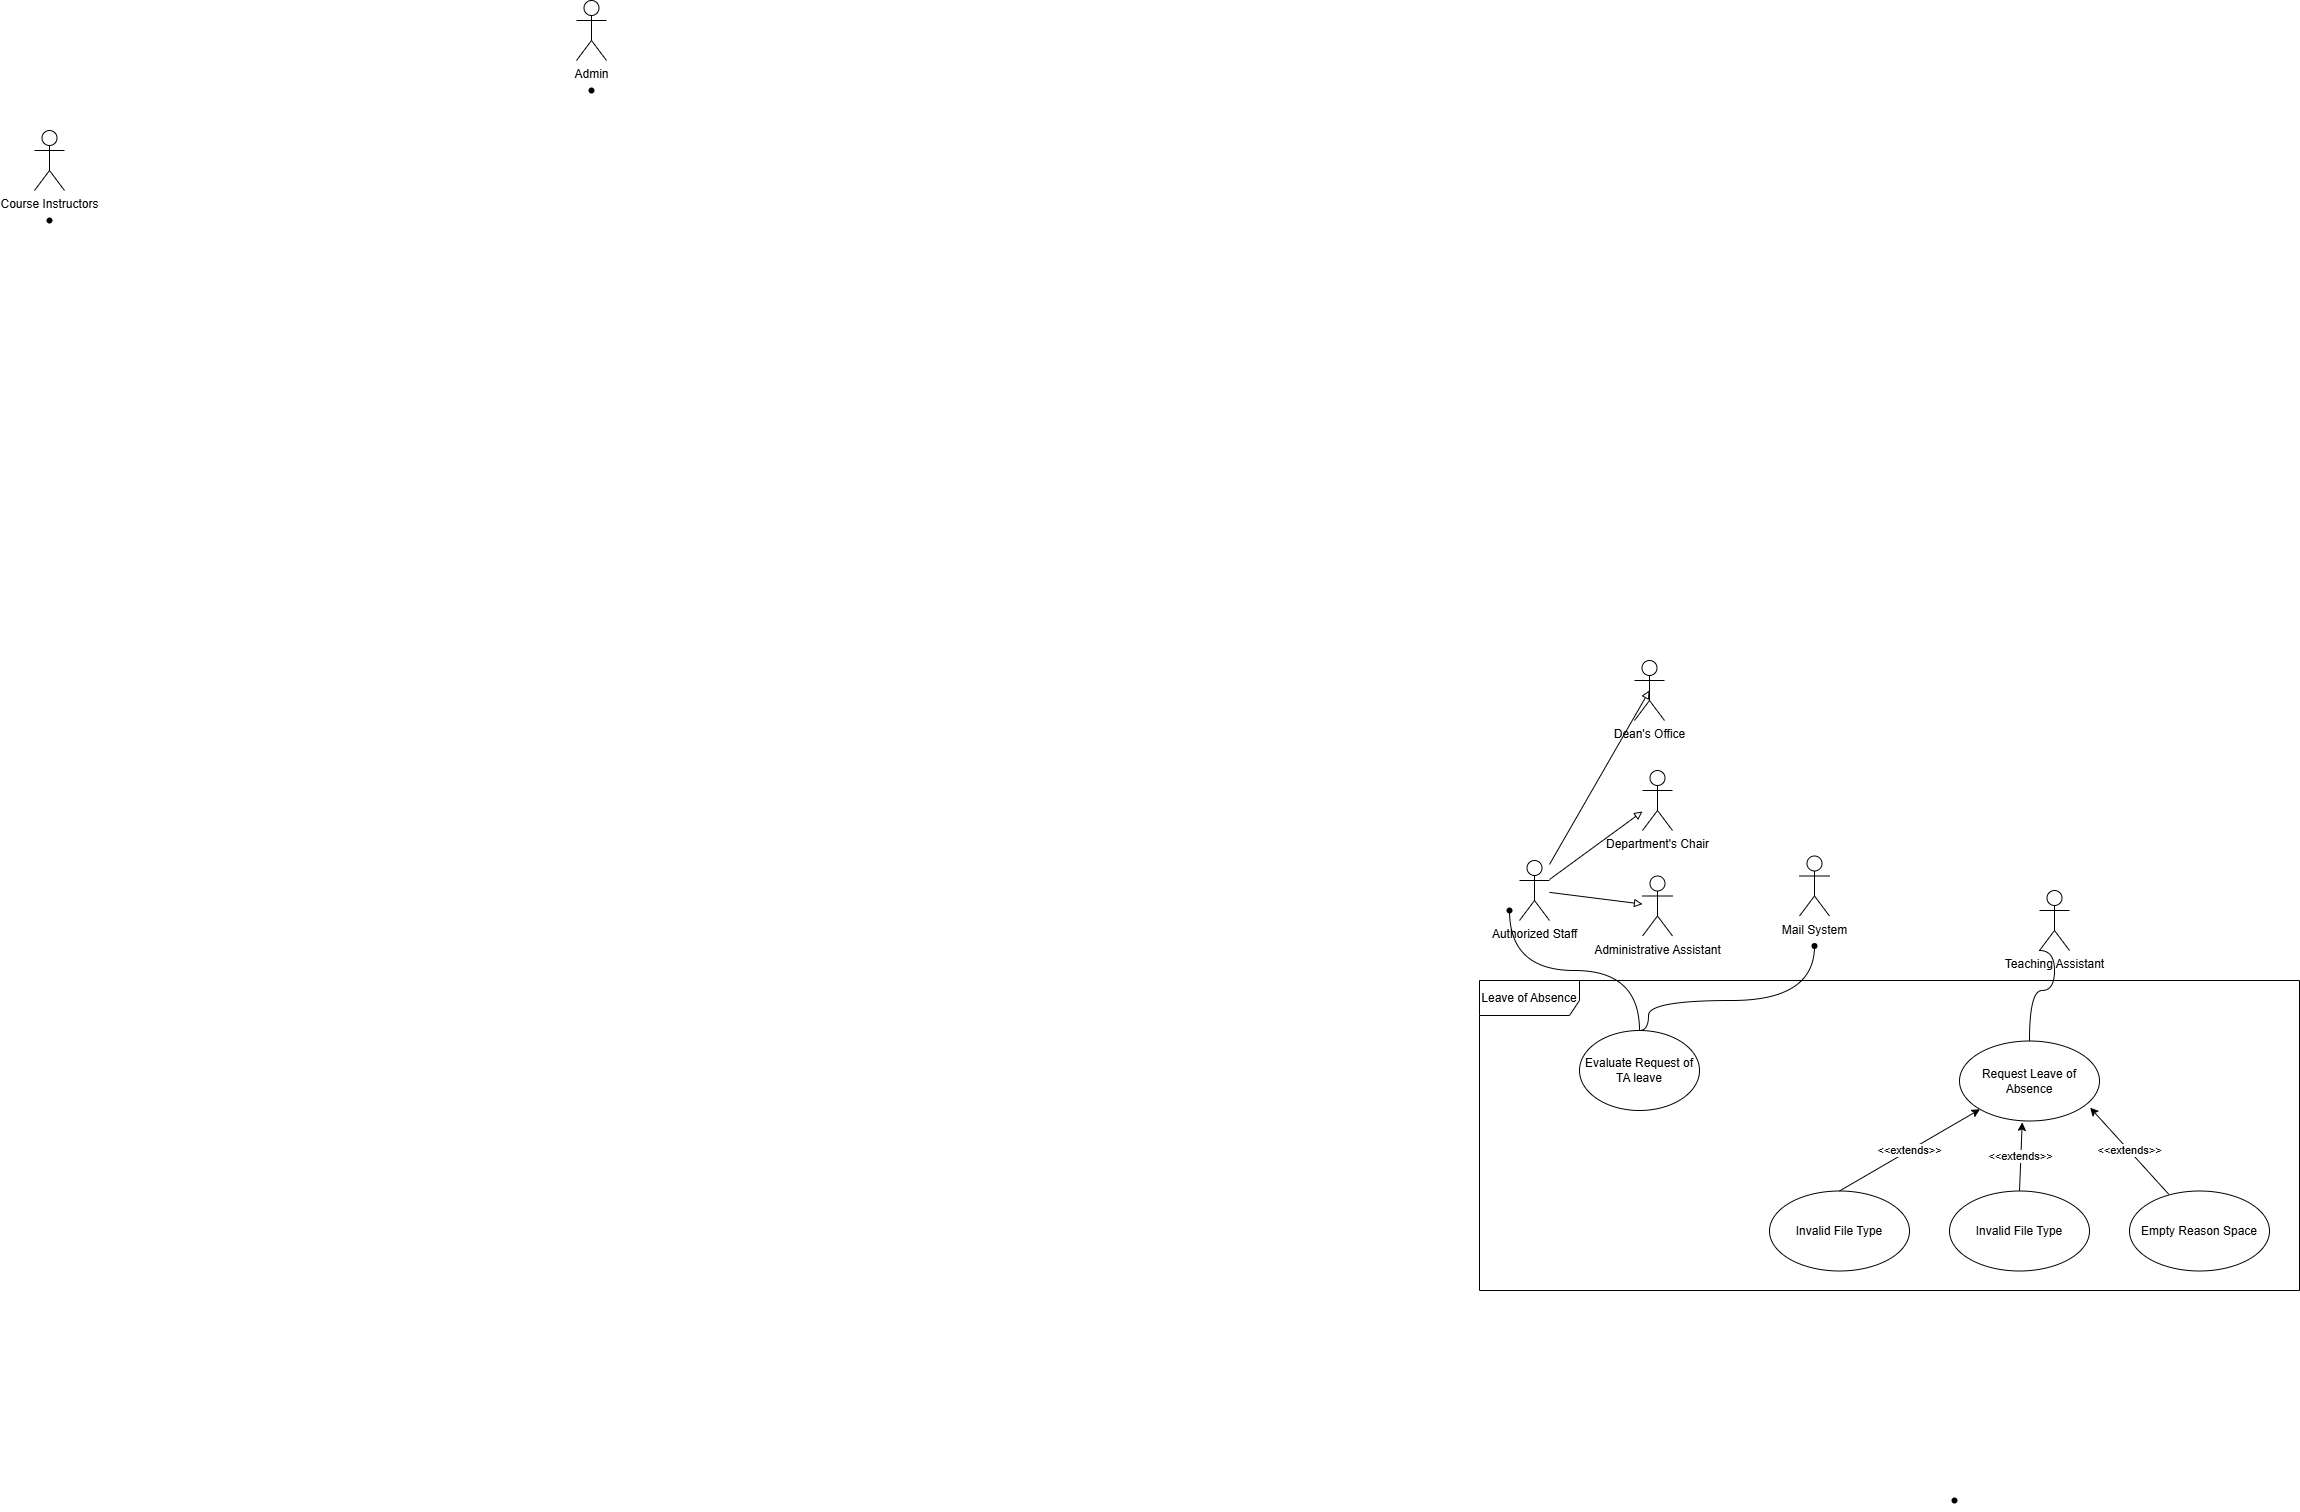 Admin
Course Instructors
Dean's Office
Department's Chair
Authorized Staff
Administrative Assistant
Mail System
Teaching Assistant
Leave of Absence
Evaluate Request of
TA leave
Request Leave of
Absence
<<extends>>
<<extends>>
<<extends>>
Invalid File Type
Invalid File Type
Empty Reason Space